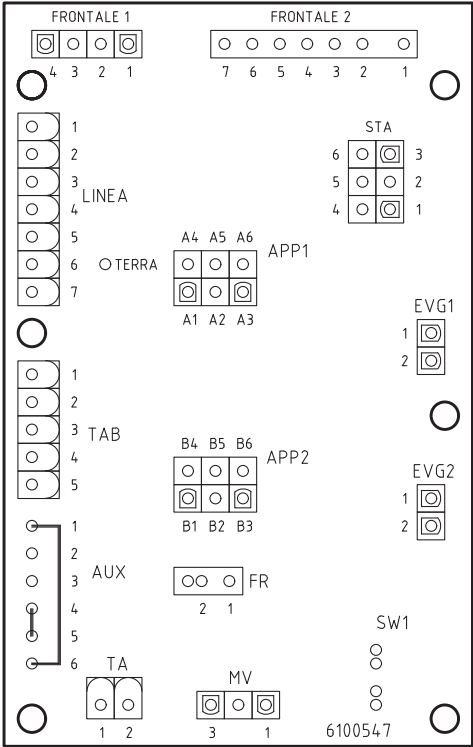 FRONTALE 1 FRONTALE 2
4 3 2 1 7 6 5 4 3 2 1
1
2
3
4
5
6
7
LINEA
TERRA
STA
6 3
5 2
4 1
A4 A5 A6
APP1
A1 A2 A3
EVG1
1
2
1
2
3
4
5
TAB
B4 B5 B6
APP2
B1 B2 B3
EVG2
1
2
1
2
3
4
5
6
AUX
FR
2 1
TA
1 2
MV
3 1
SW1
6100547